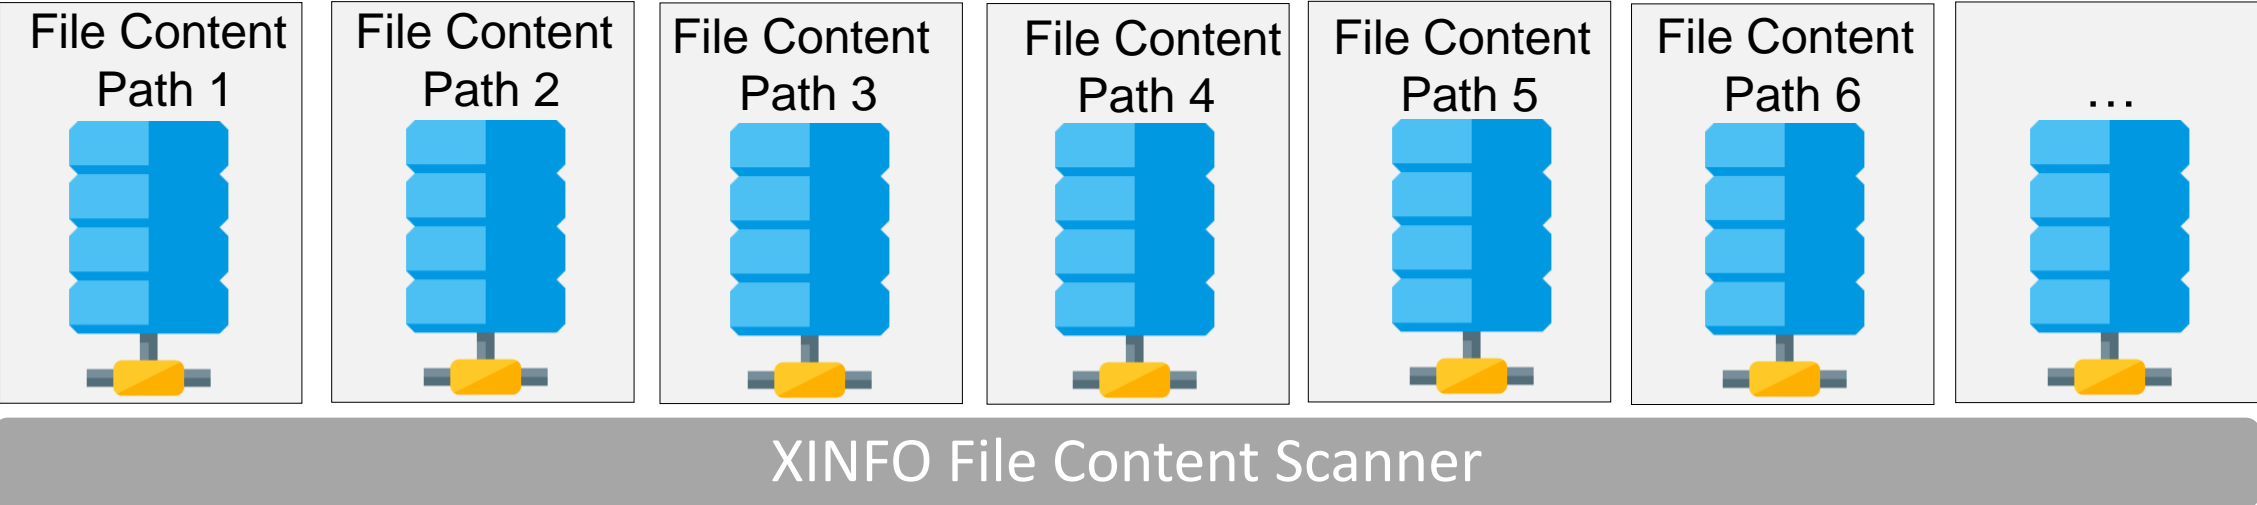 File Content
Path 1
File Content
Path 2
File Content
Path 3
File Content
Path 4
File Content
Path 5
File Content
Path 6
...
XINFO File Content Scanner